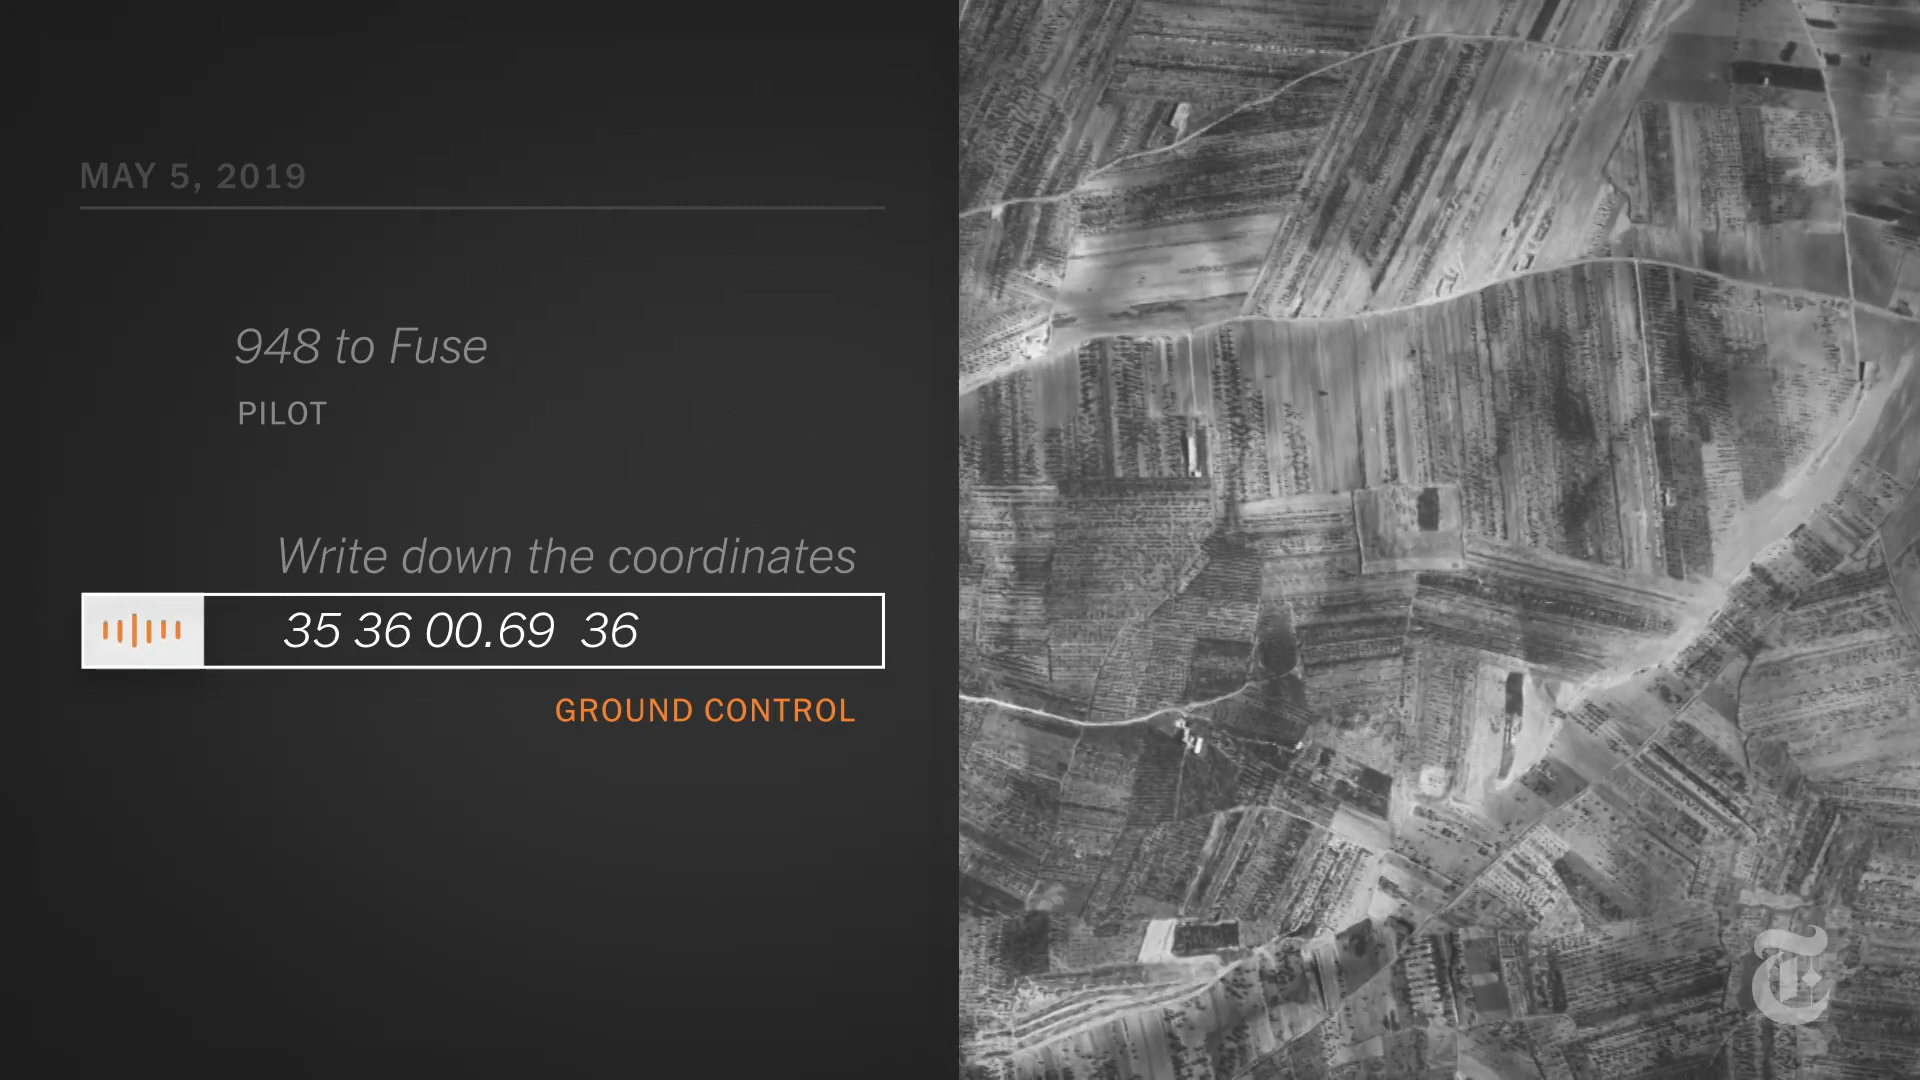 MAY 5, 2019
948 to Fuse
PILOT
Write down the coordinates
35 36 00.69 36
GROUND CONTROL
T